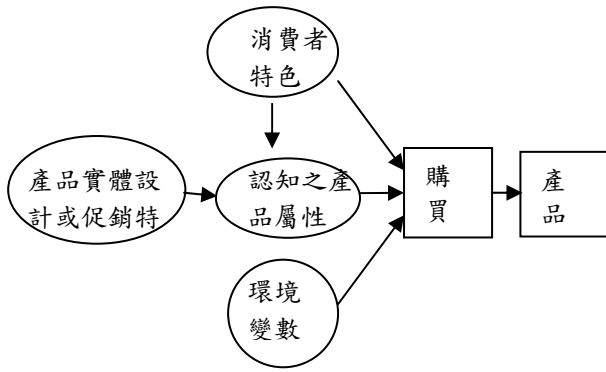 消費者
特色
產品實體設
計或促銷特
認知之產
品屬性
購
買
產
品
環境
變數